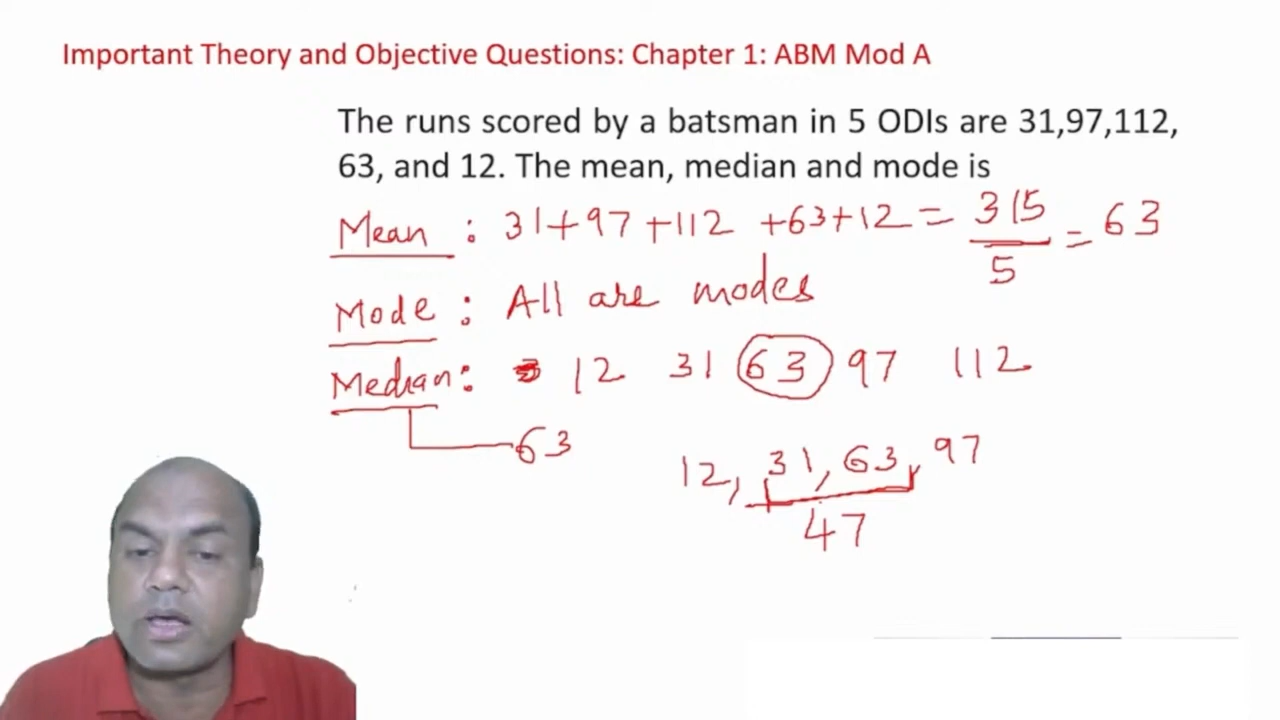 Important Theory and Objective Questions: Chapter 1: ABM Mod A
The runs scored by a batsman in 5 ODIs are 31,97,112,
63, and 12. The mean, median and mode is
Mean : 31+97+112 +63+12 = 315/5 = 63
Mode : All are modes
Median: 12 31 63 97 112
63
12, 31, 63, 97
47